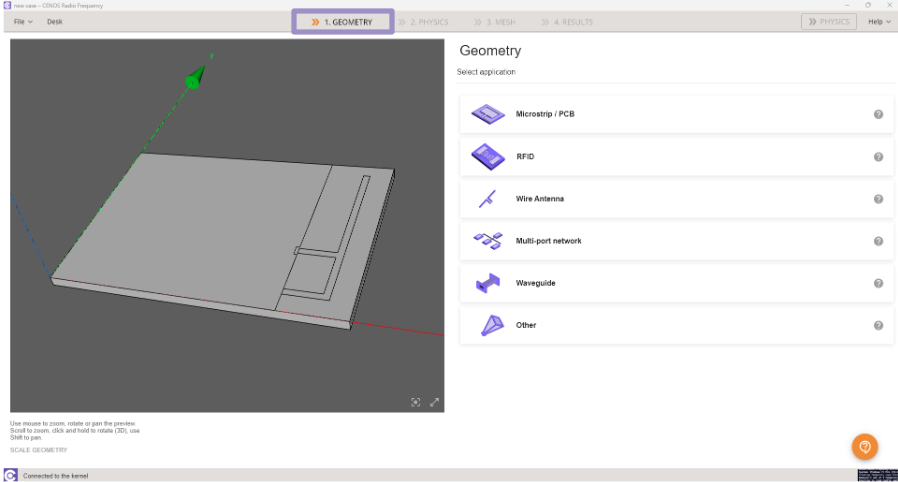 new case – CENOS Radio Frequency
File Desk 1. GEOMETRY 2. PHYSICS 3. MESH 4. RESULTS PHYSICS Help
Geometry
Select application
Y
Microstrip / PCB
RFID
Wire Antenna
Multi-port network
Waveguide
Other
Use mouse to zoom, rotate or pan the preview.
Scroll to zoom, click and hold to rotate (3D), use
Shift to pan.
SCALE GEOMETRY
Connected to the kernel